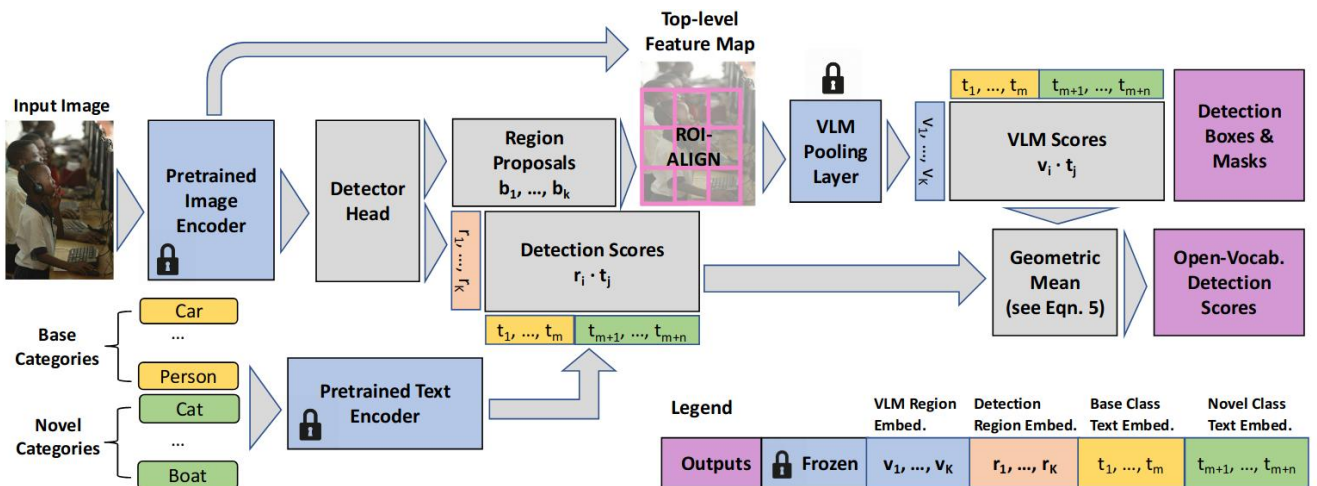 Top-level
Feature Map
Input Image
Pretrained
Image
Encoder
Detector
Head
Region
Proposals
b₁, ..., bₖ
ROI-
ALIGN
VLM
Pooling
Layer
v₁, ..., v_K
t₁, ..., tₘ
tₘ₊₁, ..., tₘ₊ₙ
VLM Scores
vᵢ · tⱼ
Detection
Boxes &
Masks
r₁, ..., r_K
Detection Scores
rᵢ · tⱼ
t₁, ..., tₘ
tₘ₊₁, ..., tₘ₊ₙ
Geometric
Mean
(see Eqn. 5)
Open-Vocab.
Detection
Scores
Base
Categories
Car
...
Person
Novel
Categories
Cat
...
Boat
Pretrained Text
Encoder
Legend
VLM Region
Embed.
Detection
Region Embed.
Base Class
Text Embed.
Novel Class
Text Embed.
Outputs
Frozen
v₁, ..., v_K
r₁, ..., r_K
t₁, ..., tₘ
tₘ₊₁, ..., tₘ₊ₙ